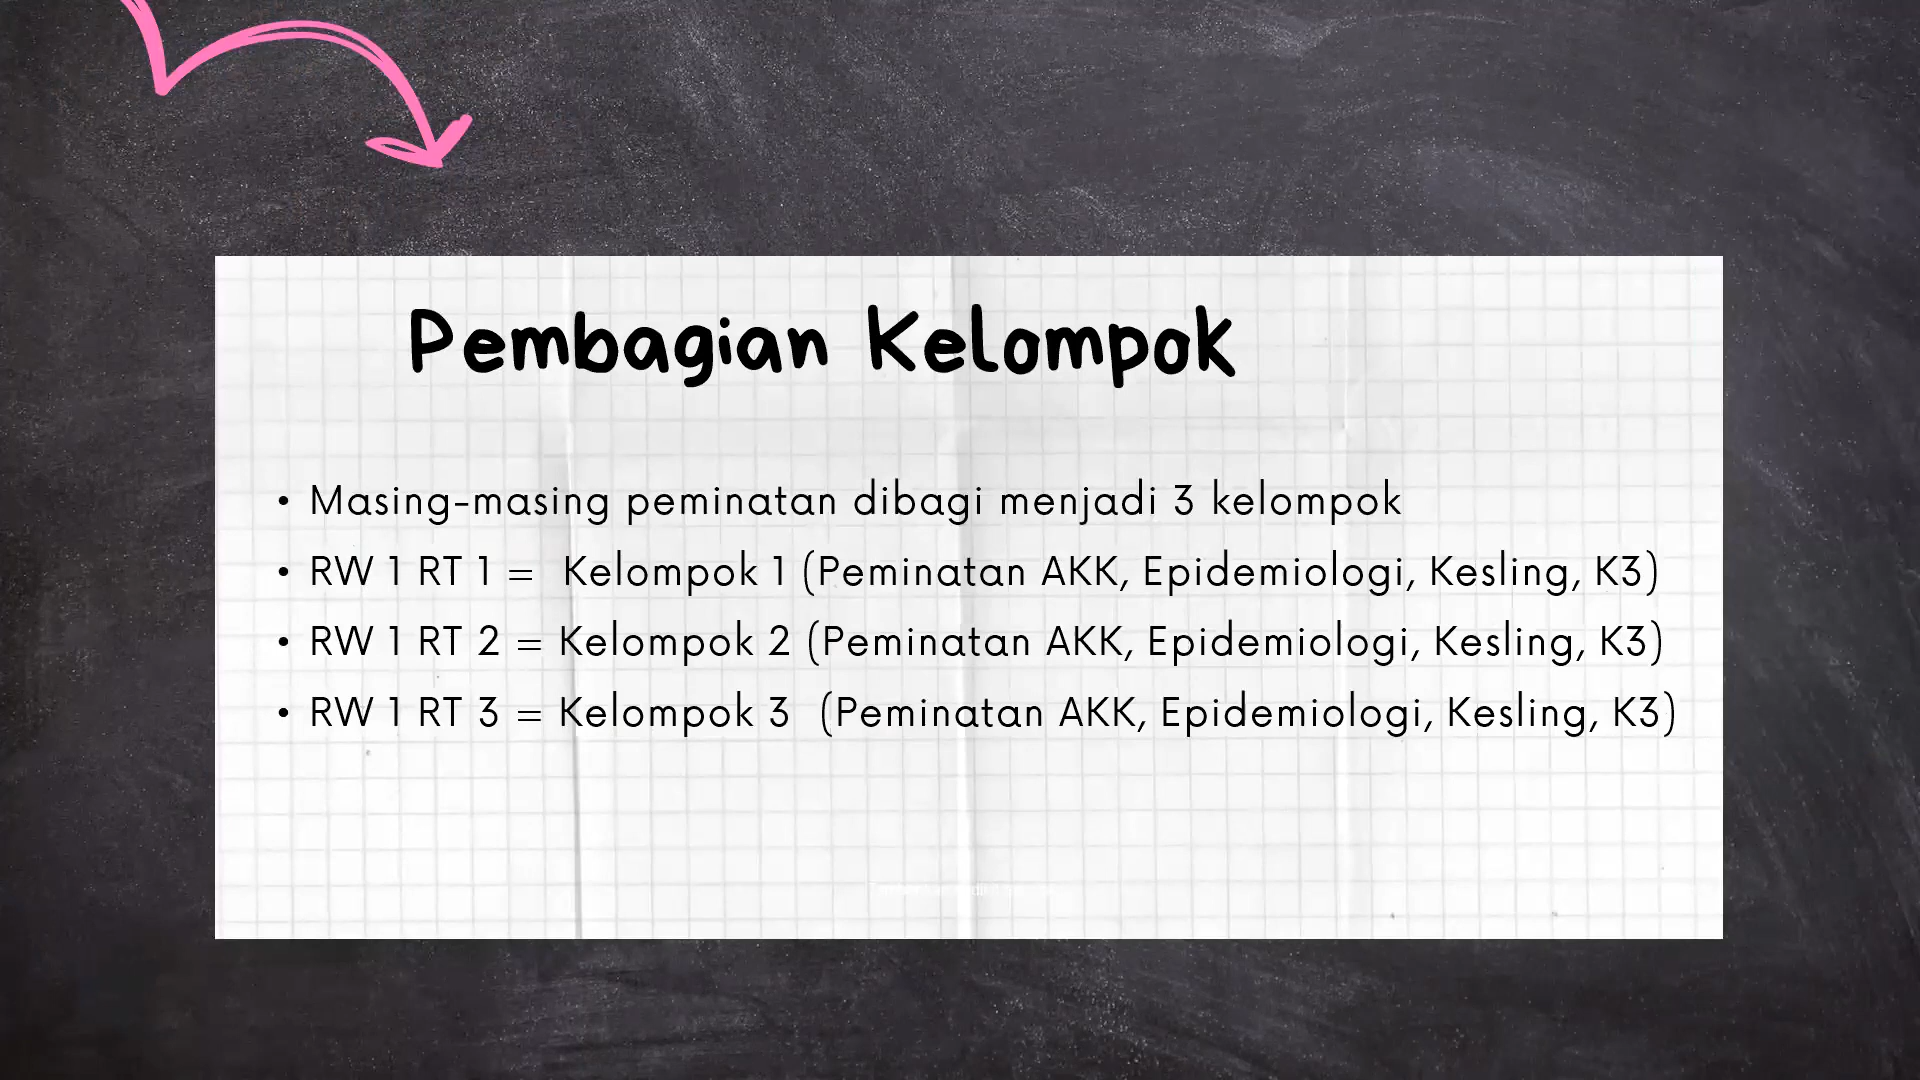 Pembagian Kelompok
• Masing-masing peminatan dibagi menjadi 3 kelompok
• RW 1 RT 1 = Kelompok 1 (Peminatan AKK, Epidemiologi, Kesling, K3)
• RW 1 RT 2 = Kelompok 2 (Peminatan AKK, Epidemiologi, Kesling, K3)
• RW 1 RT 3 = Kelompok 3 (Peminatan AKK, Epidemiologi, Kesling, K3)